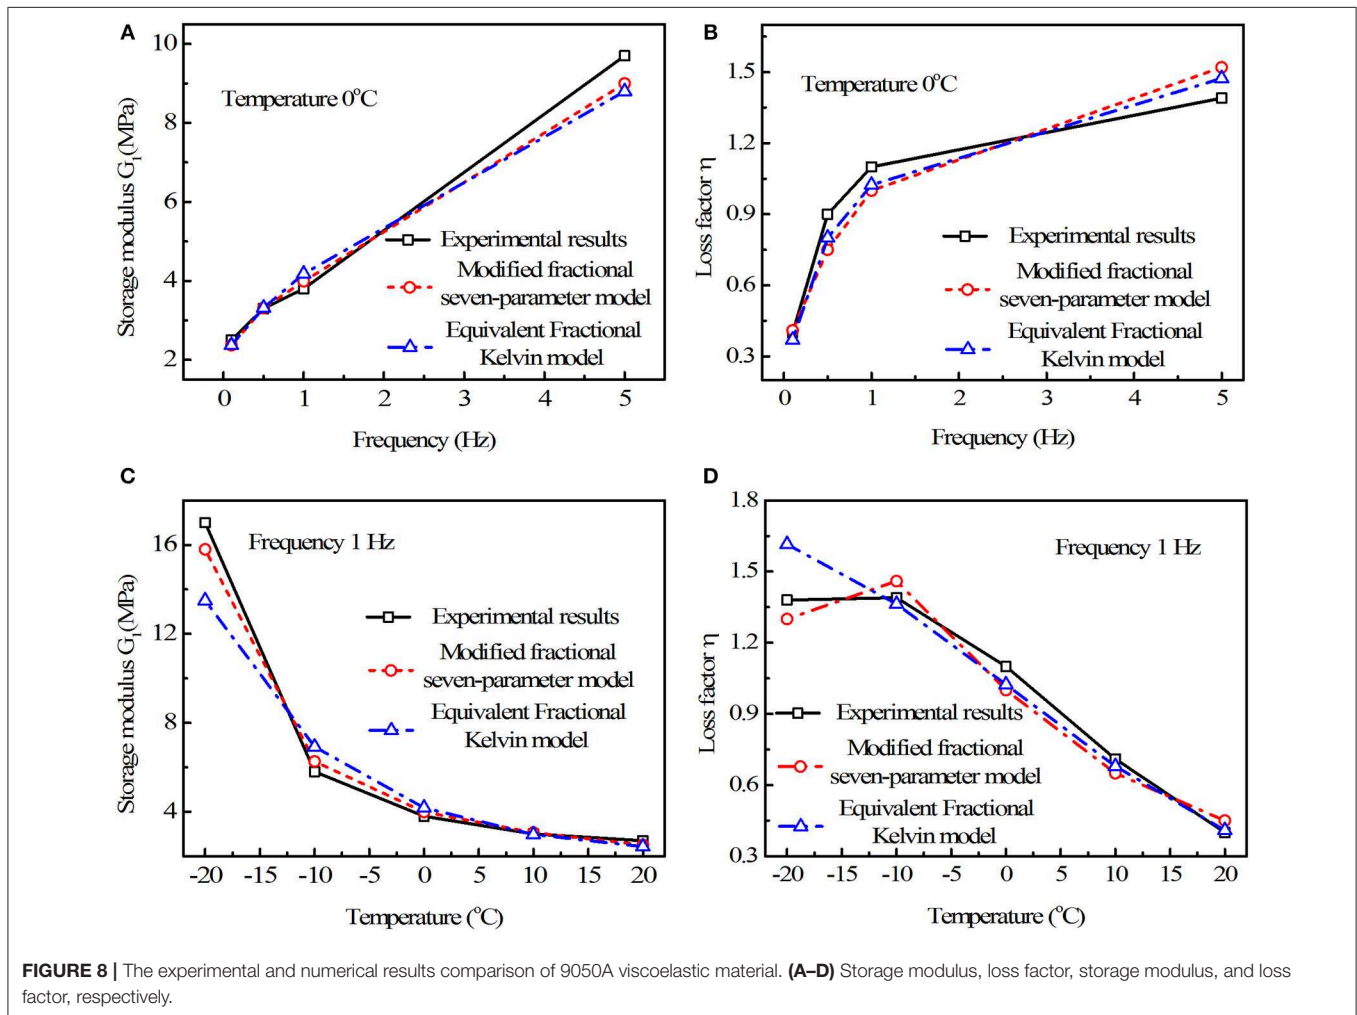 A
10
8
6
4
2
0
1
2
3
4
5
Storage modulus G1(MPa)
Temperature 0°C
Experimental results
Modified fractional
seven-parameter model
Equivalent Fractional
Kelvin model
Frequency (Hz)
B
1.5
1.2
0.9
0.6
0.3
0
1
2
3
4
5
Loss factor η
Temperature 0°C
Experimental results
Modified fractional
seven-parameter model
Equivalent Fractional
Kelvin model
Frequency (Hz)
C
16
12
8
4
-20
-15
-10
-5
0
5
10
15
20
Storage modulus G1(MPa)
Frequency 1 Hz
Experimental results
Modified fractional
seven-parameter model
Equivalent Fractional
Kelvin model
Temperature (°C)
D
1.8
1.5
1.2
0.9
0.6
0.3
-20
-15
-10
-5
0
5
10
15
20
Loss factor η
Frequency 1 Hz
Experimental results
Modified fractional
seven-parameter model
Equivalent Fractional
Kelvin model
Temperature (°C)
FIGURE 8 | The experimental and numerical results comparison of 9050A viscoelastic material. (A–D) Storage modulus, loss factor, storage modulus, and loss
factor, respectively.